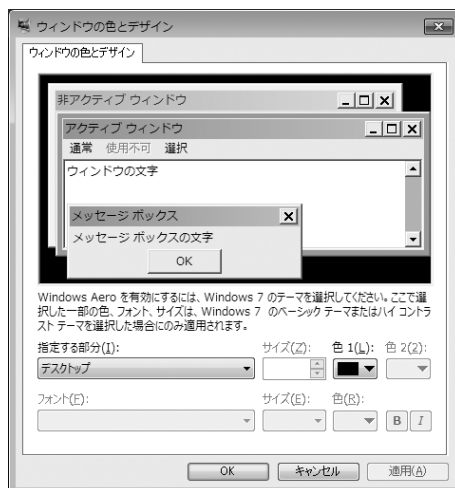 ウィンドウの色とデザイン
ウィンドウの色とデザイン
非アクティブ ウィンドウ
アクティブ ウィンドウ
通常 使用不可 選択
ウィンドウの文字
メッセージ ボックス
メッセージ ボックスの文字
OK
Windows Aero を有効にするには、Windows 7 のテーマを選択してください。ここで選
択した一部の色、フォント、サイズは、Windows 7 のベーシック テーマまたはハイ コントラ
スト テーマを選択した場合にのみ適用されます。
指定する部分(I): サイズ(Z): 色 1(L): 色 2(2):
デスクトップ
フォント(F): サイズ(E): 色(R):
B I
OK キャンセル 適用(A)